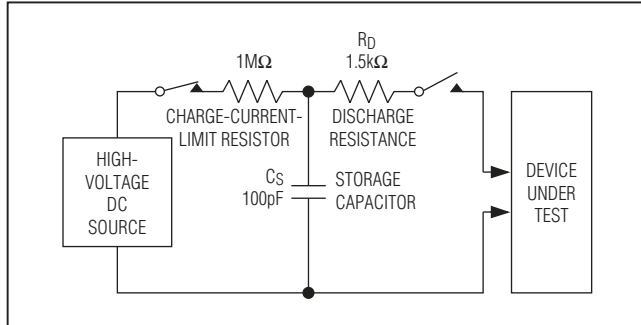 RD
1MΩ
1.5kΩ
CHARGE-CURRENT-
LIMIT RESISTOR
DISCHARGE
RESISTANCE
HIGH-
VOLTAGE
DC
SOURCE
CS
100pF
STORAGE
CAPACITOR
DEVICE
UNDER
TEST